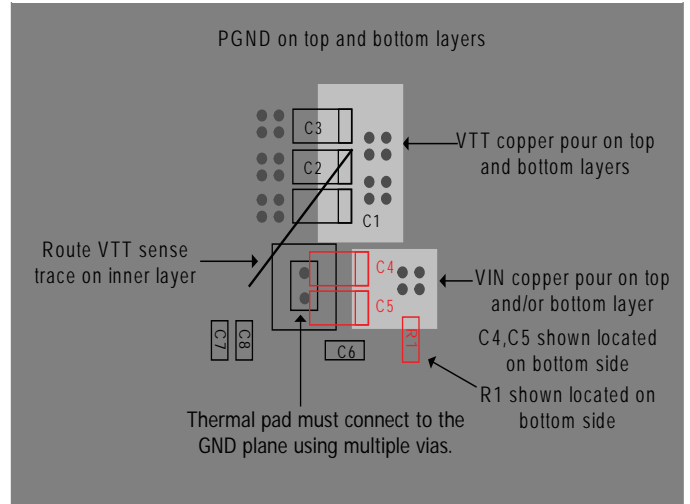 PGND on top and bottom layers
C3
C2
C1
VTT copper pour on top
and bottom layers
Route VTT sense
trace on inner layer
C4
C5
VIN copper pour on top
and/or bottom layer
C7
C8
C6
R1
C4,C5 shown located
on bottom side
R1 shown located on
bottom side
Thermal pad must connect to the
GND plane using multiple vias.